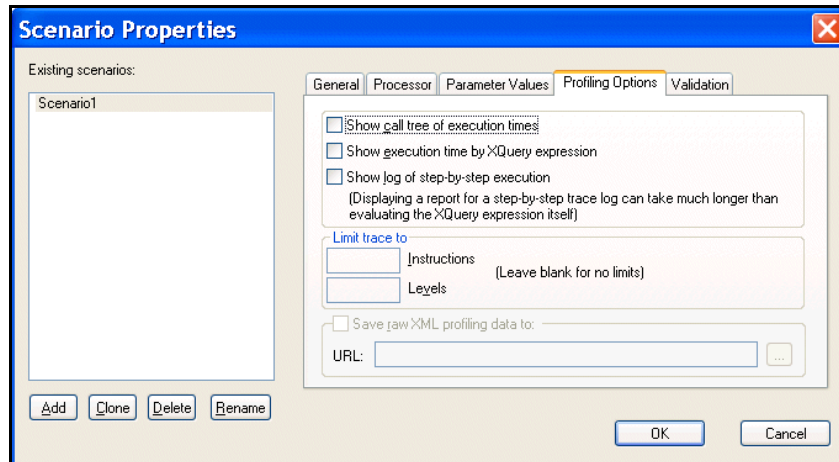 Scenario Properties
Existing scenarios:
Scenario1
Add
Clone
Delete
Rename
General
Processor
Parameter Values
Profiling Options
Validation
Show call tree of execution times
Show execution time by XQuery expression
Show log of step-by-step execution
(Displaying a report for a step-by-step trace log can take much longer than
evaluating the XQuery expression itself)
Limit trace to
Instructions
(Leave blank for no limits)
Levels
Save raw XML profiling data to:
URL:
...
OK
Cancel